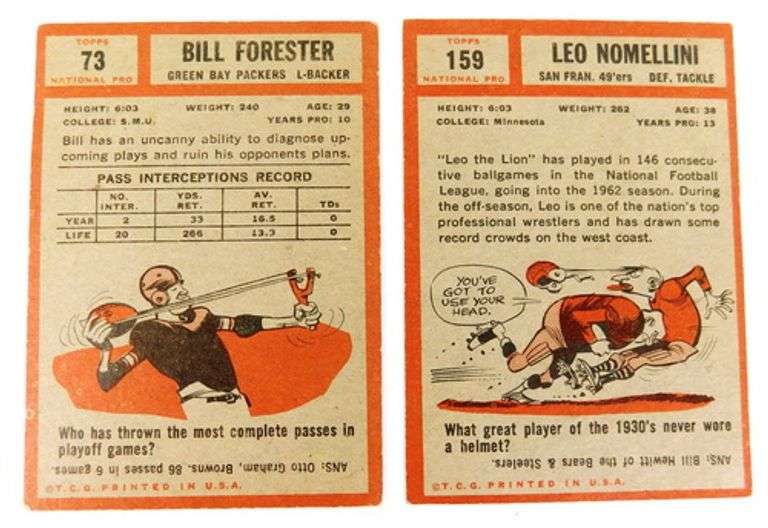 TOPPS
73
NATIONAL PRO
BILL FORESTER
GREEN BAY PACKERS L-BACKER
HEIGHT: 6:03 WEIGHT: 240 AGE: 29
COLLEGE: S.M.U. YEARS PRO: 10
Bill has an uncanny ability to diagnose up-
coming plays and ruin his opponents plans.
PASS INTERCEPTIONS RECORD
NO. INTER. YDS. RET. AV. RET. TDs
YEAR 2 33 16.5 0
LIFE 20 266 13.3 0
Who has thrown the most complete passes in
playoff games?
ANS: Otto Graham, Browns. 86 passes in 6 games.
©T.C.G. PRINTED IN U.S.A.
TOPPS
159
NATIONAL PRO
LEO NOMELLINI
SAN FRAN. 49'ers DEF. TACKLE
HEIGHT: 6:03 WEIGHT: 262 AGE: 38
COLLEGE: Minnesota YEARS PRO: 13
"Leo the Lion" has played in 146 consecu-
tive ballgames in the National Football
League, going into the 1962 season. During
the off-season, Leo is one of the nation's top
professional wrestlers and has drawn some
record crowds on the west coast.
YOU'VE
GOT TO
USE YOUR
HEAD.
What great player of the 1930's never wore
a helmet?
ANS: Bill Hewitt of the Bears & Steelers.
©T.C.G. PRINTED IN U.S.A.